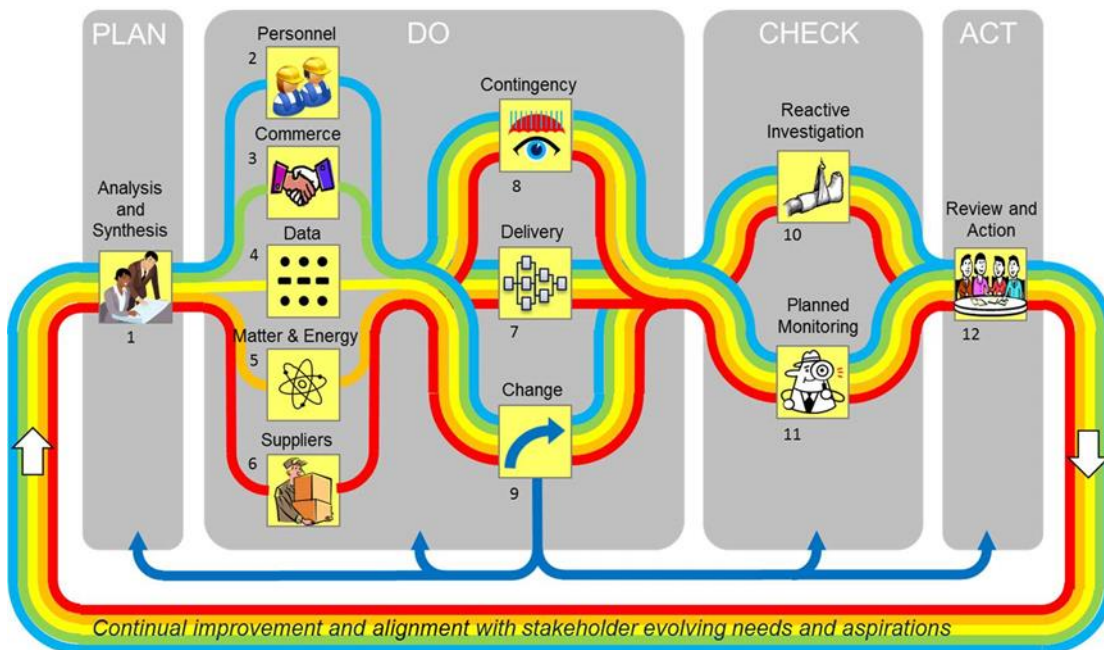 PLAN
DO
CHECK
ACT
Personnel
2
Commerce
3
Data
4
Matter & Energy
5
Suppliers
6
Analysis
and
Synthesis
1
Contingency
8
Delivery
7
Change
9
Reactive
Investigation
10
Planned
Monitoring
11
Review and
Action
12
Continual improvement and alignment with stakeholder evolving needs and aspirations